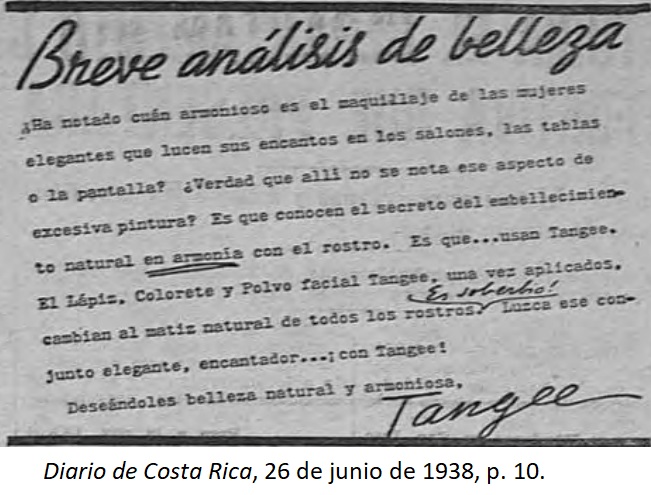 Breve análisis de belleza
¿Ha notado cuán armonioso es el maquillaje de las mujeres
elegantes que lucen sus encantos en los salones, las tablas
o la pantalla? ¿Verdad que allí no se nota ese aspecto de
excesiva pintura? Es que conocen el secreto del embellecimien-
to natural en armonía con el rostro. Es que...usan Tangee.
El Lápiz, Colorete y Polvo facial Tangee, una vez aplicados,
Es soberbio!
cambian al matiz natural de todos los rostros. Luzca ese con-
junto elegante, encantador...¡con Tangee!
Deseándoles belleza natural y armoniosa,
Tangee
Diario de Costa Rica, 26 de junio de 1938, p. 10.